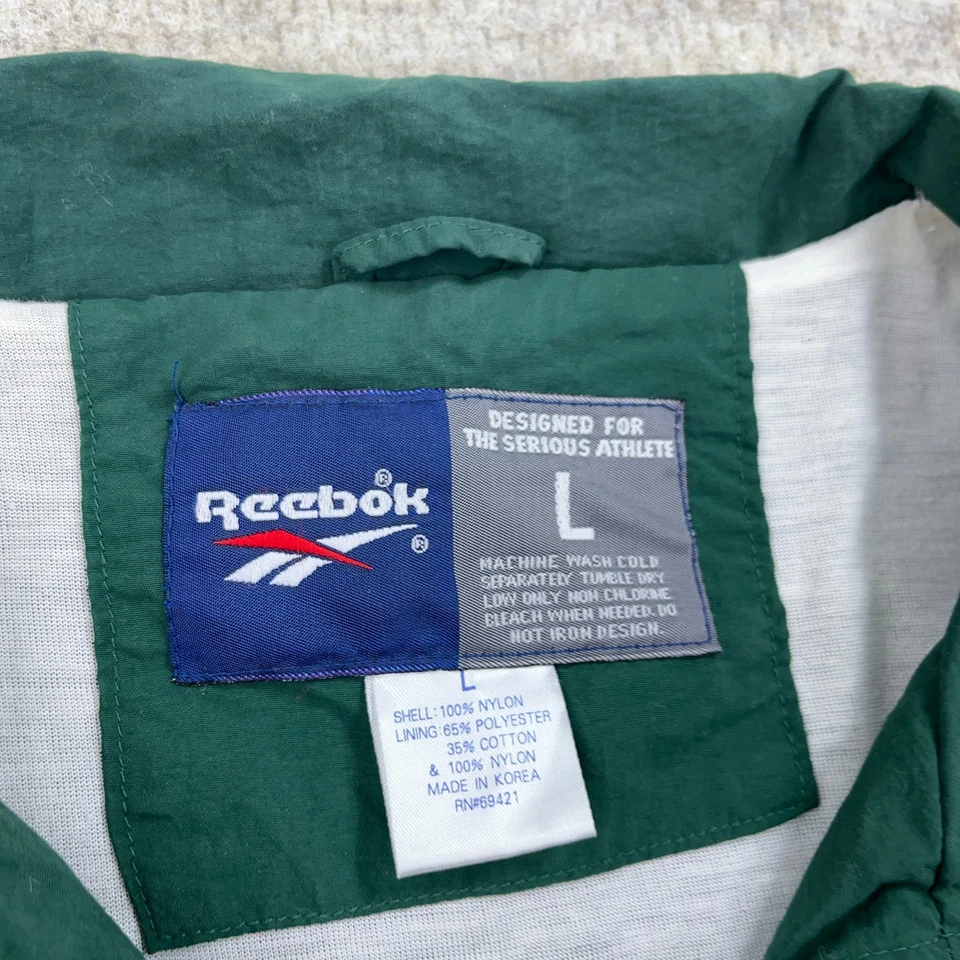 Reebok®
®
DESIGNED FOR
THE SERIOUS ATHLETE
L
MACHINE WASH COLD
SEPARATELY TUMBLE DRY
LOW ONLY NON CHLORINE
BLEACH WHEN NEEDED. DO
NOT IRON DESIGN.
L
SHELL: 100% NYLON
LINING: 65% POLYESTER
35% COTTON
& 100% NYLON
MADE IN KOREA
RN#69421